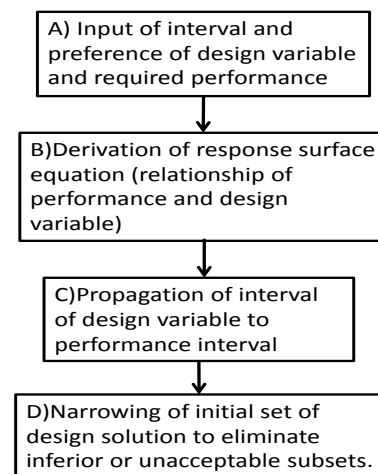 A) Input of interval and
preference of design variable
and required performance
B)Derivation of response surface
equation (relationship of
performance and design
variable)
C)Propagation of interval
of design variable to
performance interval
D)Narrowing of initial set of
design solution to eliminate
inferior or unacceptable subsets.